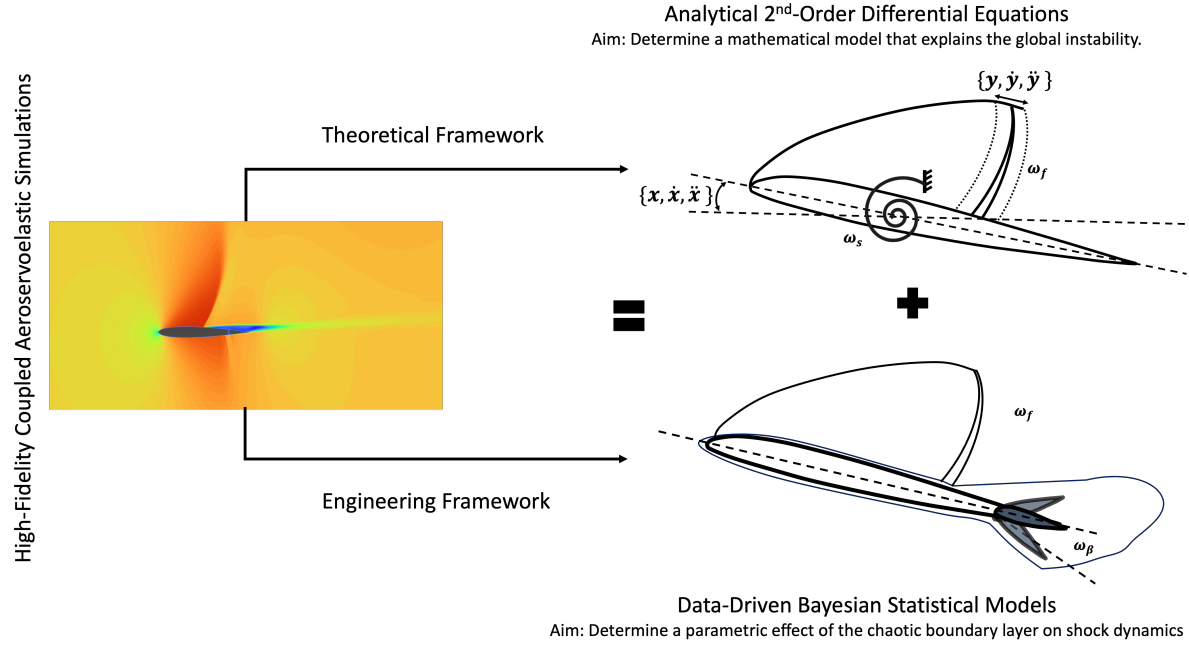 Analytical 2nd-Order Differential Equations
Aim: Determine a mathematical model that explains the global instability.
High-Fidelity Coupled Aeroservoelastic Simulations
Theoretical Framework
{y, ẏ, ÿ }
ω_f
{x, ẋ, ẍ }
ω_s
=
+
ω_f
Engineering Framework
ω_β
Data-Driven Bayesian Statistical Models
Aim: Determine a parametric effect of the chaotic boundary layer on shock dynamics